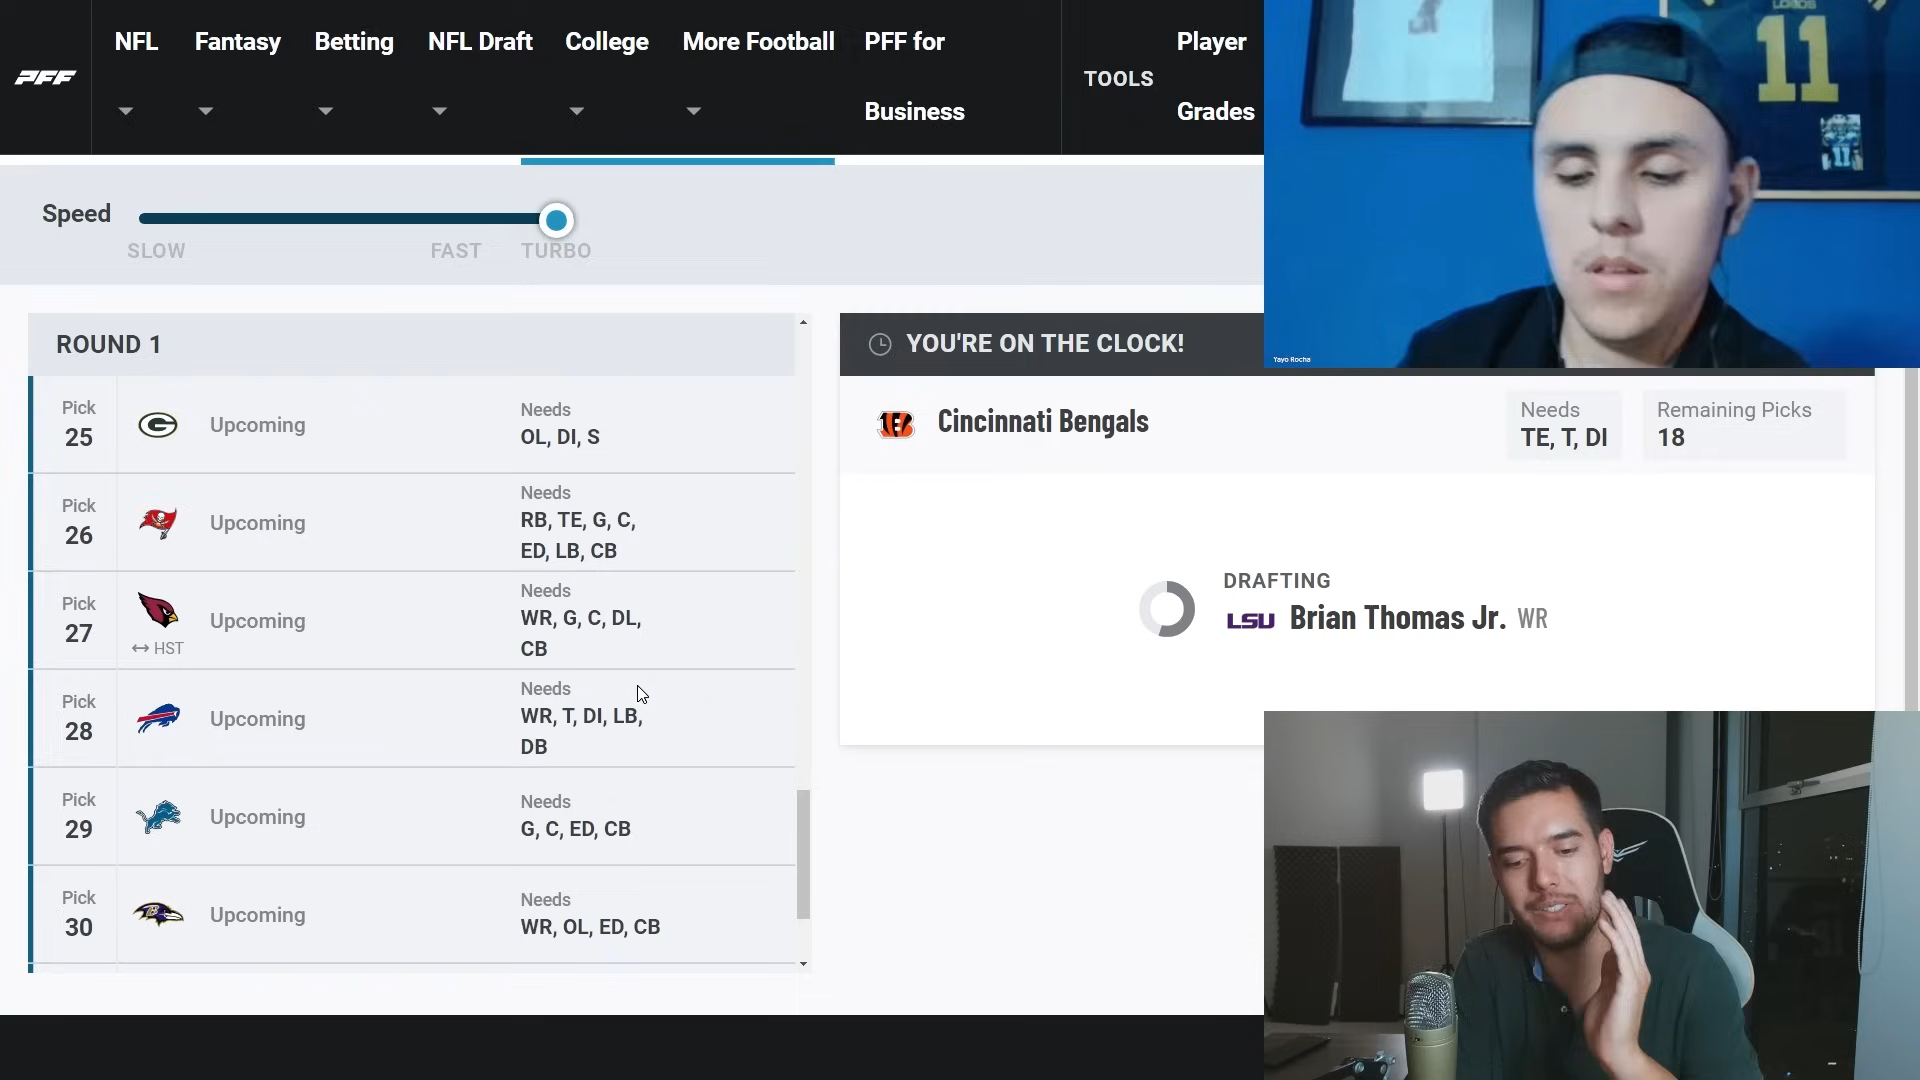 PFF
NFL
Fantasy
Betting
NFL Draft
College
More Football
PFF for
Business
TOOLS
Player
Grades
LOBOS
11
11
Yayo Rocha
Speed
SLOW
FAST
TURBO
ROUND 1
Pick
25
Upcoming
Needs
OL, DI, S
Pick
26
Upcoming
Needs
RB, TE, G, C,
ED, LB, CB
Pick
27
↔ HST
Upcoming
Needs
WR, G, C, DL,
CB
Pick
28
Upcoming
Needs
WR, T, DI, LB,
DB
Pick
29
Upcoming
Needs
G, C, ED, CB
Pick
30
Upcoming
Needs
WR, OL, ED, CB
YOU'RE ON THE CLOCK!
Cincinnati Bengals
Needs
TE, T, DI
Remaining Picks
18
DRAFTING
LSU Brian Thomas Jr. WR